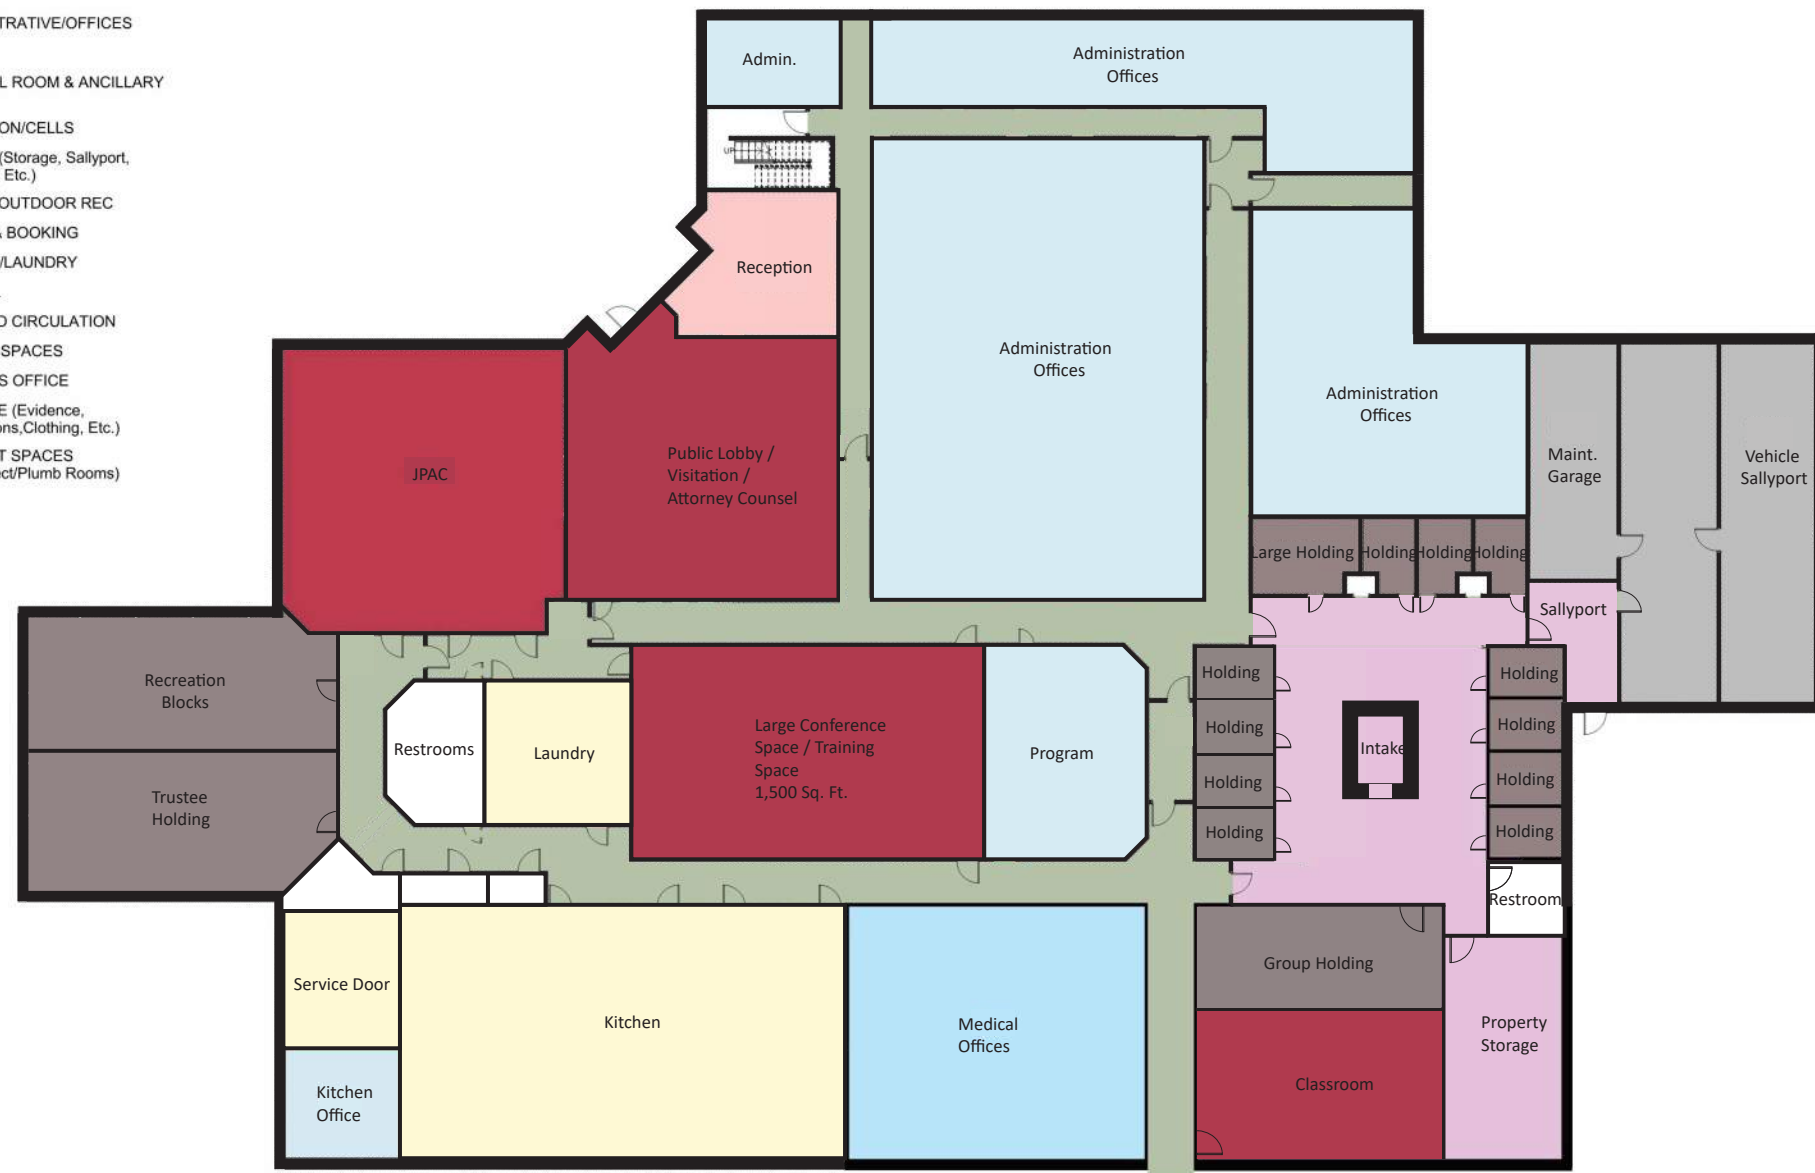 TRATIVE/OFFICES
L ROOM & ANCILLARY
ON/CELLS
(Storage, Sallyport,
Etc.)
OUTDOOR REC
BOOKING
/LAUNDRY
D CIRCULATION
SPACES
S OFFICE
E (Evidence,
ons,Clothing, Etc.)
T SPACES
ect/Plumb Rooms)
Admin.
Administration
Offices
UP
Reception
Administration
Offices
Administration
Offices
JPAC
Public Lobby /
Visitation /
Attorney Counsel
Maint.
Garage
Vehicle
Sallyport
Large Holding
Holding
Holding
Holding
Sallyport
Recreation
Blocks
Restrooms
Laundry
Large Conference
Space / Training
Space
1,500 Sq. Ft.
Program
Holding
Holding
Holding
Holding
Intake
Holding
Holding
Holding
Holding
Trustee
Holding
Restroom
Service Door
Kitchen
Medical
Offices
Group Holding
Property
Storage
Kitchen
Office
Classroom